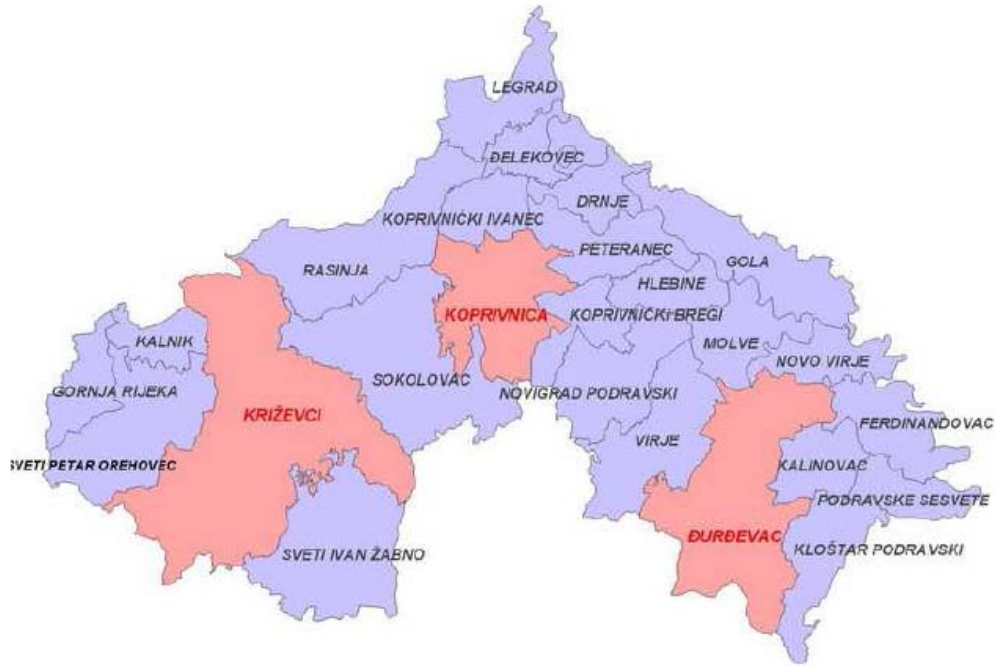 LEGRAD
ĐELEKOVEC
DRNJE
KOPRIVNIČKI IVANEC
PETERANEC
GOLA
RASINJA
HLEBINE
KOPRIVNICA
KOPRIVNIČKI BREGI
KALNIK
MOLVE
NOVO VIRJE
SOKOLOVAC
GORNJA RIJEKA
NOVIGRAD PODRAVSKI
KRIŽEVCI
FERDINANDOVAC
VIRJE
SVETI PETAR OREHOVEC
KALINOVAC
PODRAVSKE SESVETE
ĐURĐEVAC
SVETI IVAN ŽABNO
KLOŠTAR PODRAVSKI